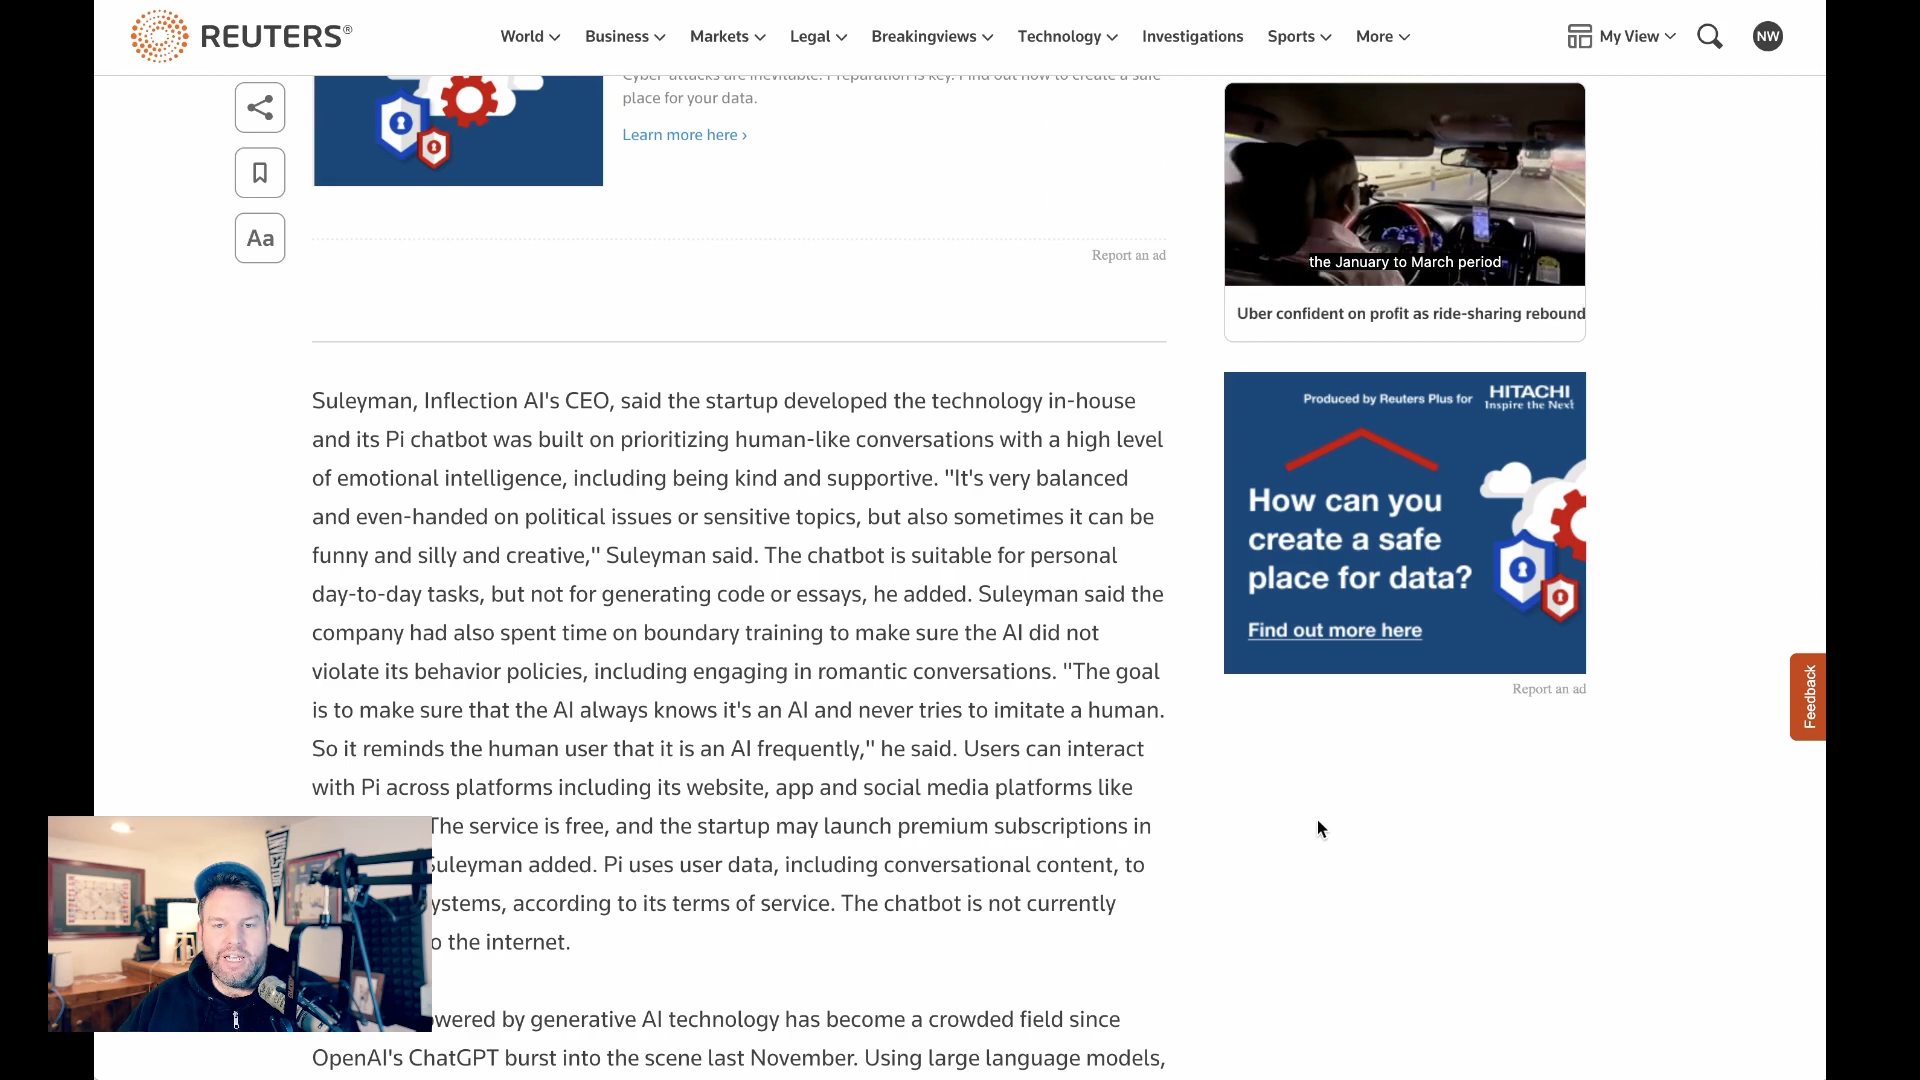 REUTERS®
World
Business
Markets
Legal
Breakingviews
Technology
Investigations
Sports
More
My View
NW
Cyber-attacks are inevitable. Preparation is key. Find out how to create a safe
place for your data.
Learn more here ›
Aa
Report an ad
Suleyman, Inflection AI's CEO, said the startup developed the technology in-house
and its Pi chatbot was built on prioritizing human-like conversations with a high level
of emotional intelligence, including being kind and supportive. "It's very balanced
and even-handed on political issues or sensitive topics, but also sometimes it can be
funny and silly and creative," Suleyman said. The chatbot is suitable for personal
day-to-day tasks, but not for generating code or essays, he added. Suleyman said the
company had also spent time on boundary training to make sure the AI did not
violate its behavior policies, including engaging in romantic conversations. "The goal
is to make sure that the AI always knows it's an AI and never tries to imitate a human.
So it reminds the human user that it is an AI frequently," he said. Users can interact
with Pi across platforms including its website, app and social media platforms like
The service is free, and the startup may launch premium subscriptions in
Suleyman added. Pi uses user data, including conversational content, to
ystems, according to its terms of service. The chatbot is not currently
o the internet.
wered by generative AI technology has become a crowded field since
OpenAI's ChatGPT burst into the scene last November. Using large language models,
the January to March period
Uber confident on profit as ride-sharing rebound
Produced by Reuters Plus for
HITACHI
Inspire the Next
How can you
create a safe
place for data?
Find out more here
Report an ad
Feedback